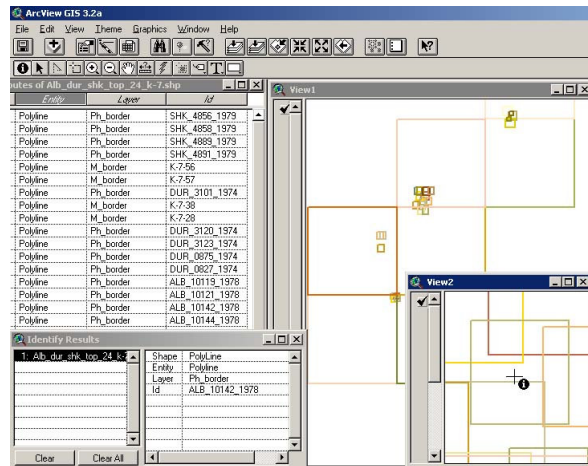 ArcView GIS 3.2a
File Edit View Theme Graphics Window Help
utes of Alb_dur_shk_top_24_k-7.shp
Entity Layer Id
Polyline Ph_border SHK_4856_1979
Polyline Ph_border SHK_4858_1979
Polyline Ph_border SHK_4889_1979
Polyline Ph_border SHK_4891_1979
Polyline M_border K-7-56
Polyline M_border K-7-57
Polyline Ph_border DUR_3101_1974
Polyline M_border K-7-38
Polyline M_border K-7-28
Polyline Ph_border DUR_3120_1974
Polyline Ph_border DUR_3123_1974
Polyline Ph_border DUR_0875_1974
Polyline Ph_border DUR_0827_1974
Polyline Ph_border ALB_10119_1978
Polyline Ph_border ALB_10121_1978
Polyline Ph_border ALB_10142_1978
Polyline Ph_border ALB_10144_1978
View1
View2
Identify Results
1: Alb_dur_shk_top_24_k-7
Shape PolyLine
Entity Polyline
Layer Ph_border
Id ALB_10142_1978
Clear Clear All